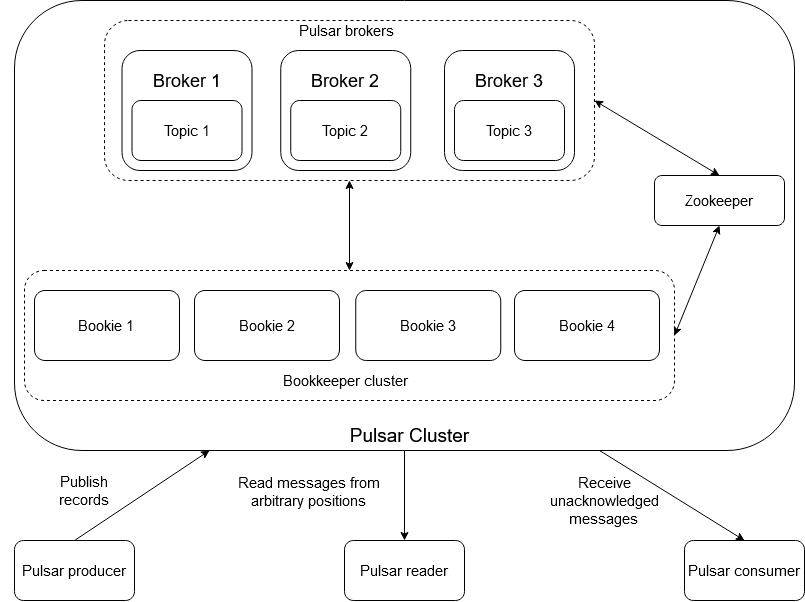 Pulsar brokers
Broker 1
Broker 2
Broker 3
Topic 1
Topic 2
Topic 3
Zookeeper
Bookie 1
Bookie 2
Bookie 3
Bookie 4
Bookkeeper cluster
Pulsar Cluster
Publish
records
Read messages from
arbitrary positions
Receive
unacknowledged
messages
Pulsar producer
Pulsar reader
Pulsar consumer